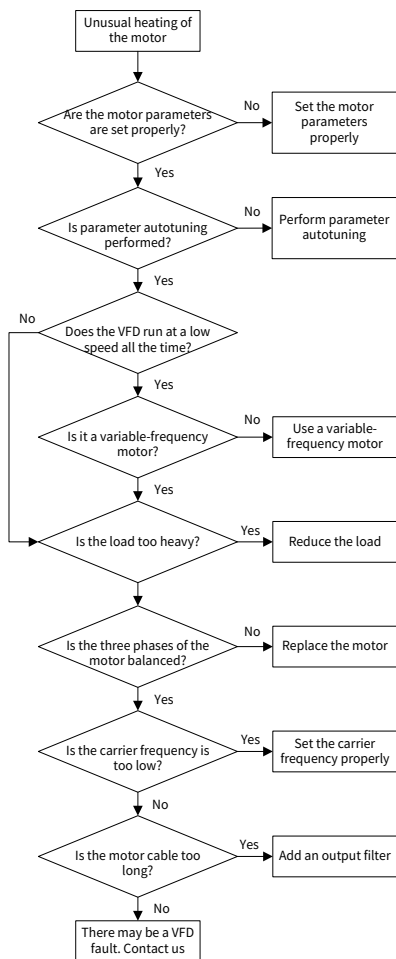 Unusual heating of
the motor
Are the motor parameters
are set properly?
No
Set the motor
parameters
properly
Yes
Is parameter autotuning
performed?
No
Perform parameter
autotuning
Yes
No
Does the VFD run at a low
speed all the time?
Yes
Is it a variable-frequency
motor?
No
Use a variable-
frequency motor
Yes
Is the load too heavy?
Yes
Reduce the load
Is the three phases of the
motor balanced?
No
Replace the motor
Yes
Is the carrier frequency is
too low?
Yes
Set the carrier
frequency properly
No
Is the motor cable too
long?
Yes
Add an output filter
No
There may be a VFD
fault. Contact us